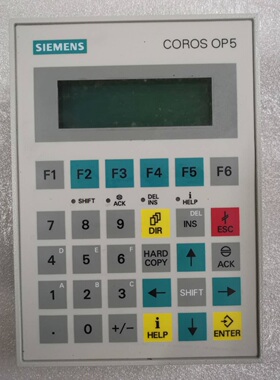 SIEMENS COROS OP5
F1 F2 F3 F4 F5 F6
SHIFT ACK DEL INS i HELP
7 8 9 DIR INS DEL ESC
4 D 5 E 6 F HARD COPY ↑ ACK
1 A 2 B 3 C ← SHIFT →
. 0 +/- i HELP ↓ ENTER